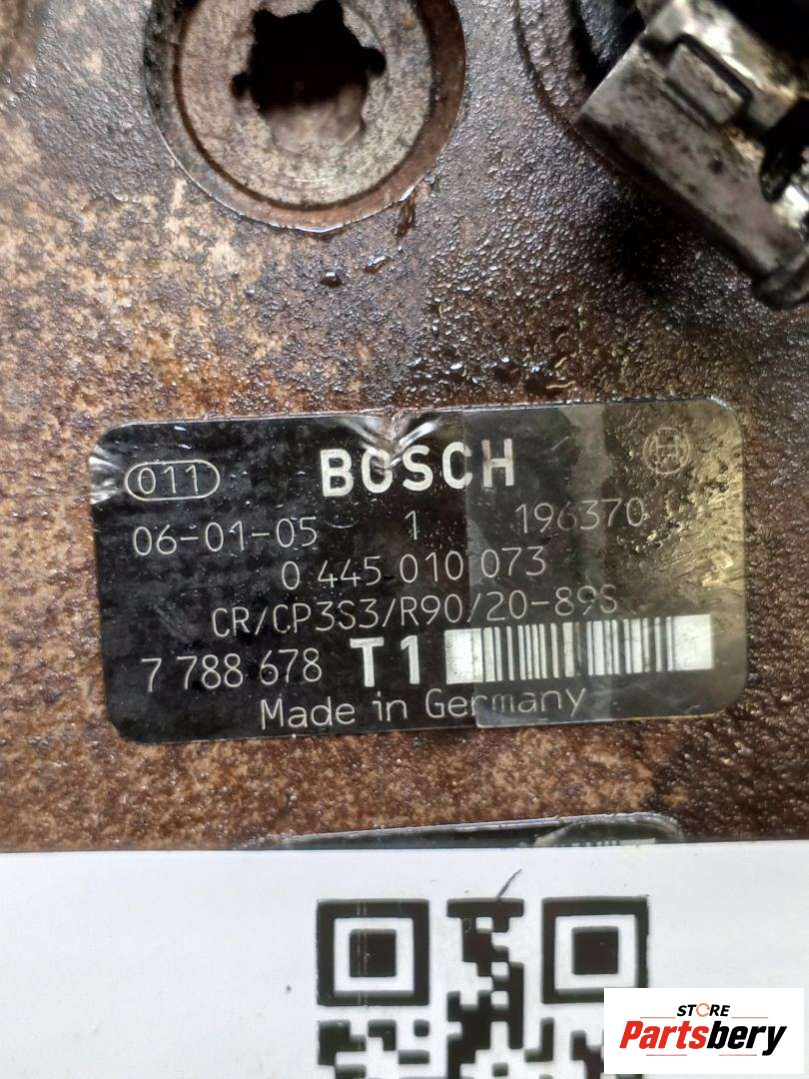 011 BOSCH
06-01-05 1 196370
0 445 010 073
CR/CP3S3/R90/20-89S
7 788 678 T1
Made in Germany
STORE
Partsbery